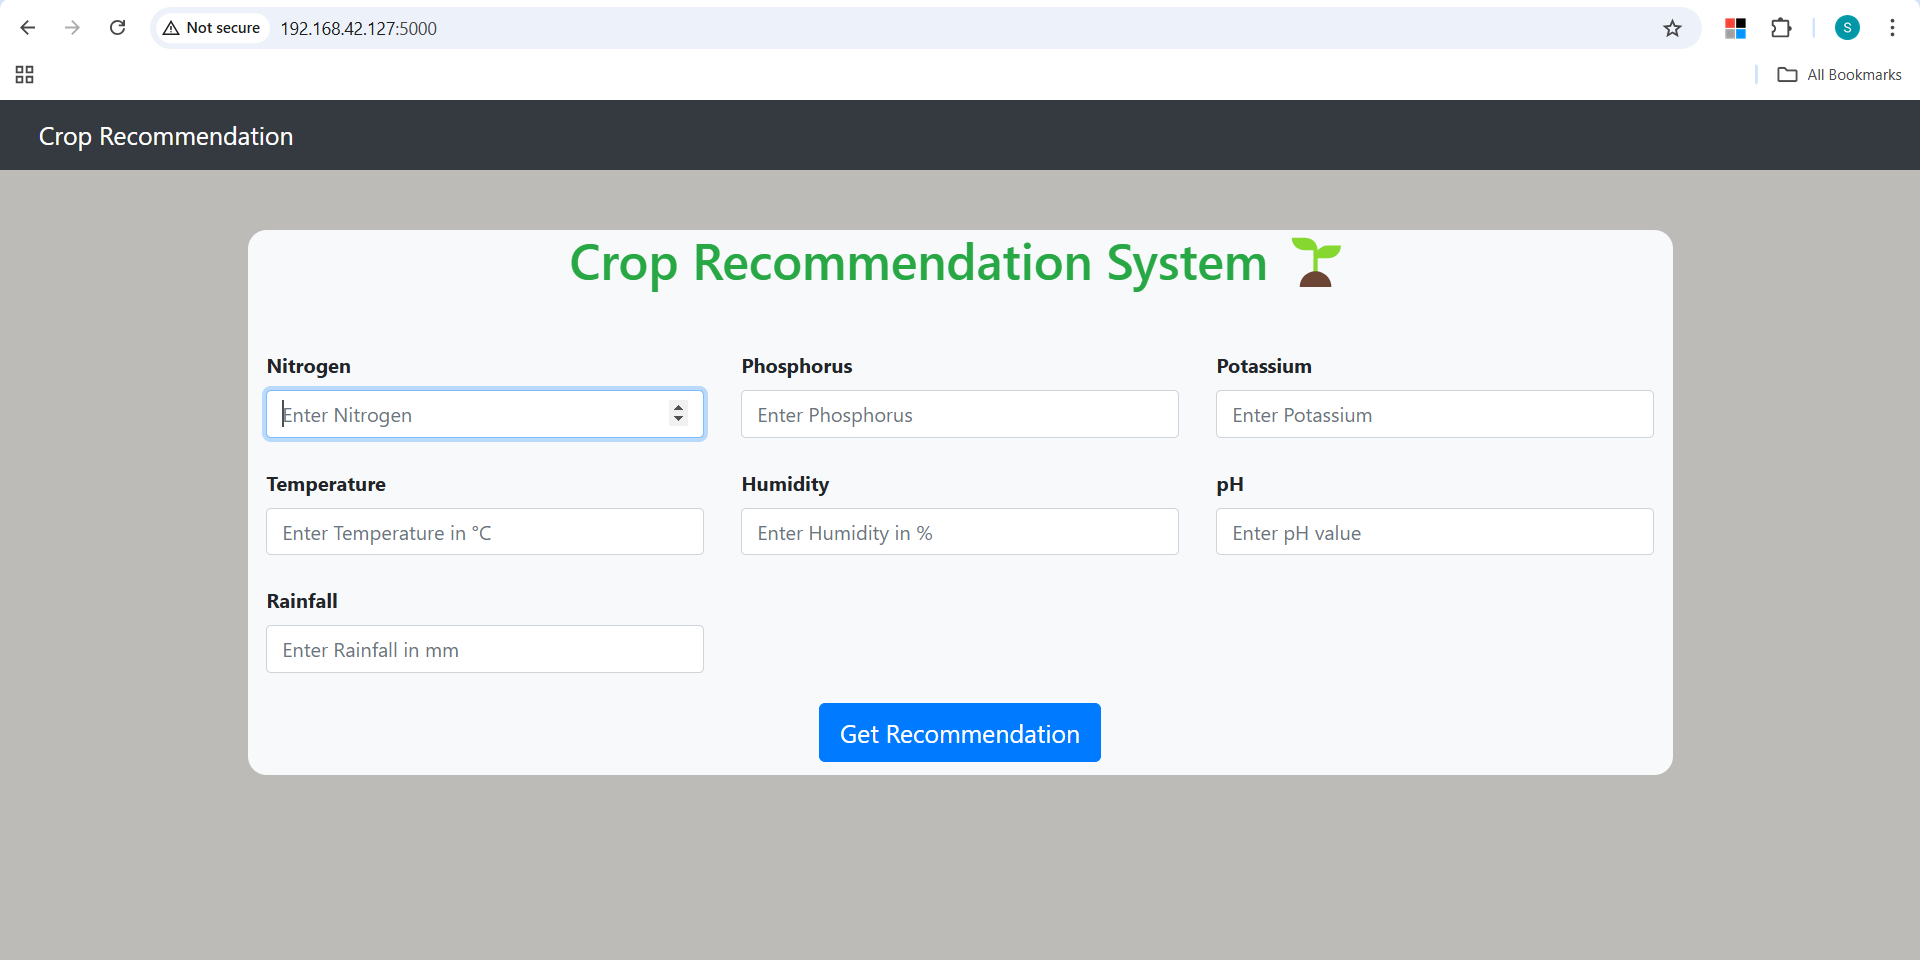 Not secure 192.168.42.127:5000
S
All Bookmarks
Crop Recommendation
Crop Recommendation System
Nitrogen Phosphorus Potassium
Enter Nitrogen Enter Phosphorus Enter Potassium
Temperature Humidity pH
Enter Temperature in °C Enter Humidity in % Enter pH value
Rainfall
Enter Rainfall in mm
Get Recommendation